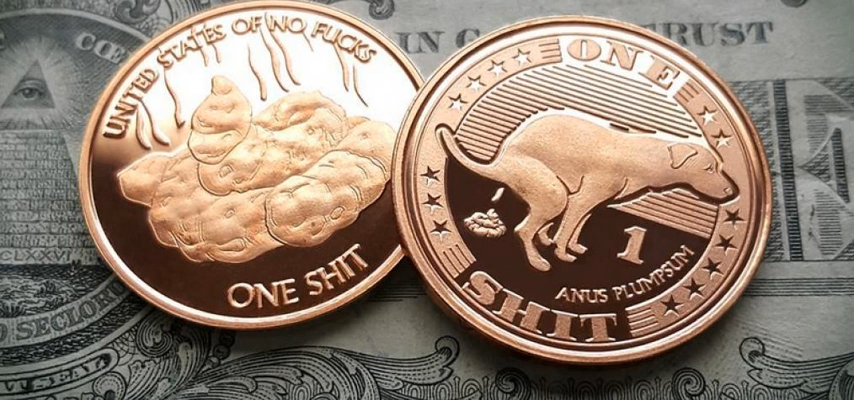 UNITED STATES OF NO FUCKS
ONE SHIT
ONE
1
ANUS PLUMPSUM
SHIT
IN
TRUST